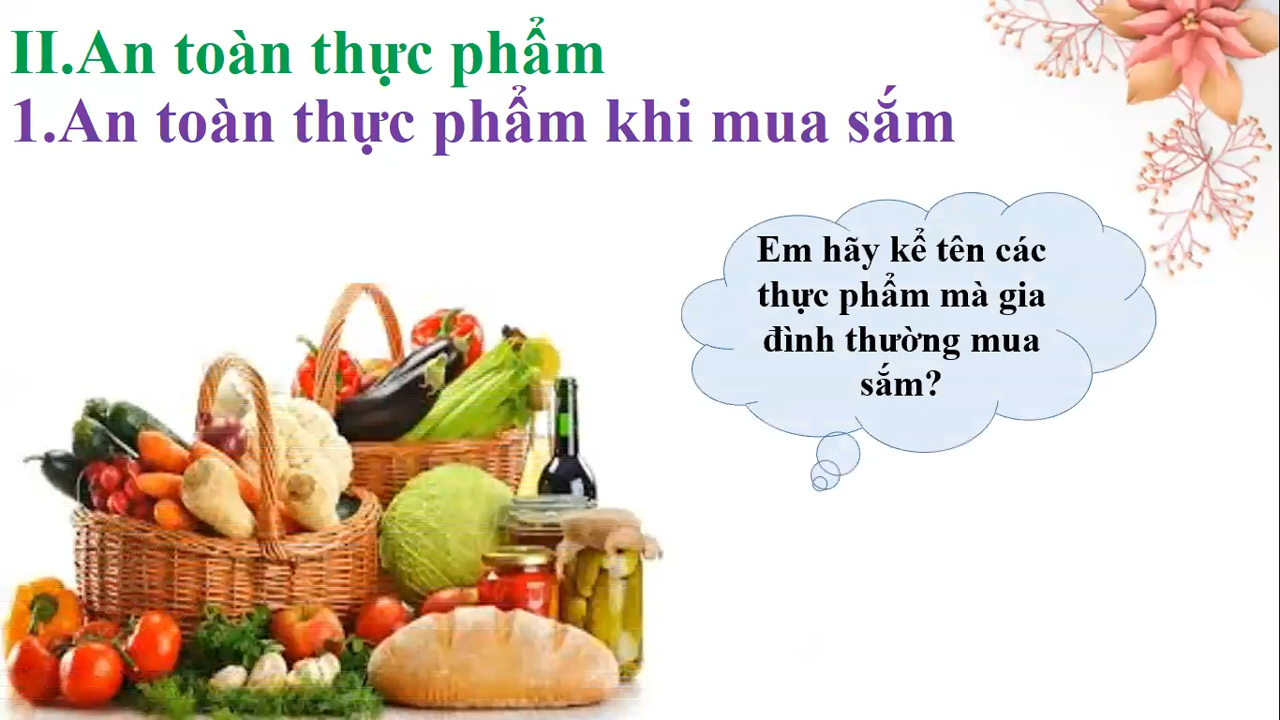 II.An toàn thực phẩm
1.An toàn thực phẩm khi mua sắm
Em hãy kể tên các
thực phẩm mà gia
đình thường mua
sắm?